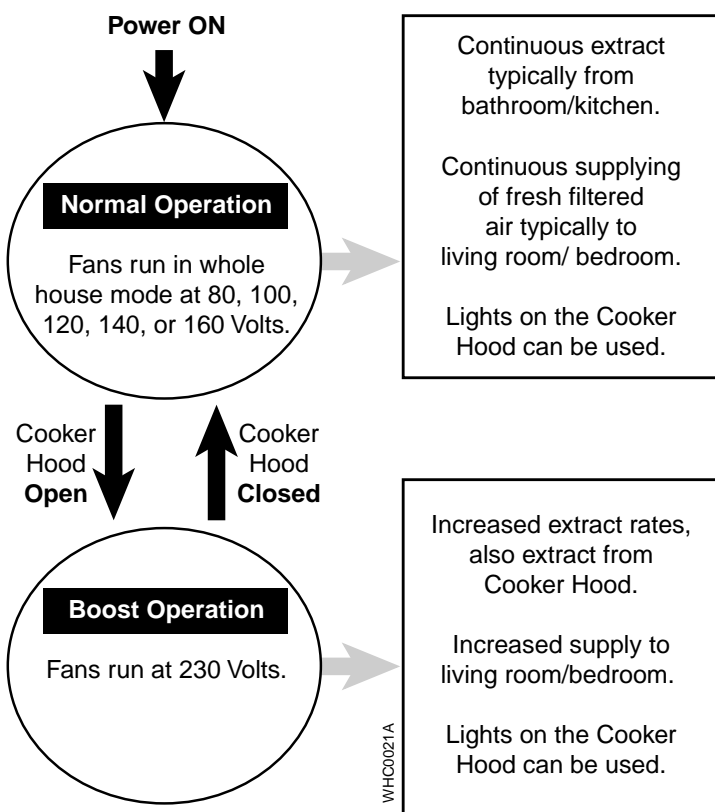 Power ON
Normal Operation
Fans run in whole
house mode at 80, 100,
120, 140, or 160 Volts.
Continuous extract
typically from
bathroom/kitchen.
Continuous supplying
of fresh filtered
air typically to
living room/ bedroom.
Lights on the Cooker
Hood can be used.
Cooker
Hood
Open
Cooker
Hood
Closed
Boost Operation
Fans run at 230 Volts.
Increased extract rates,
also extract from
Cooker Hood.
Increased supply to
living room/bedroom.
Lights on the Cooker
Hood can be used.
WHC0021A